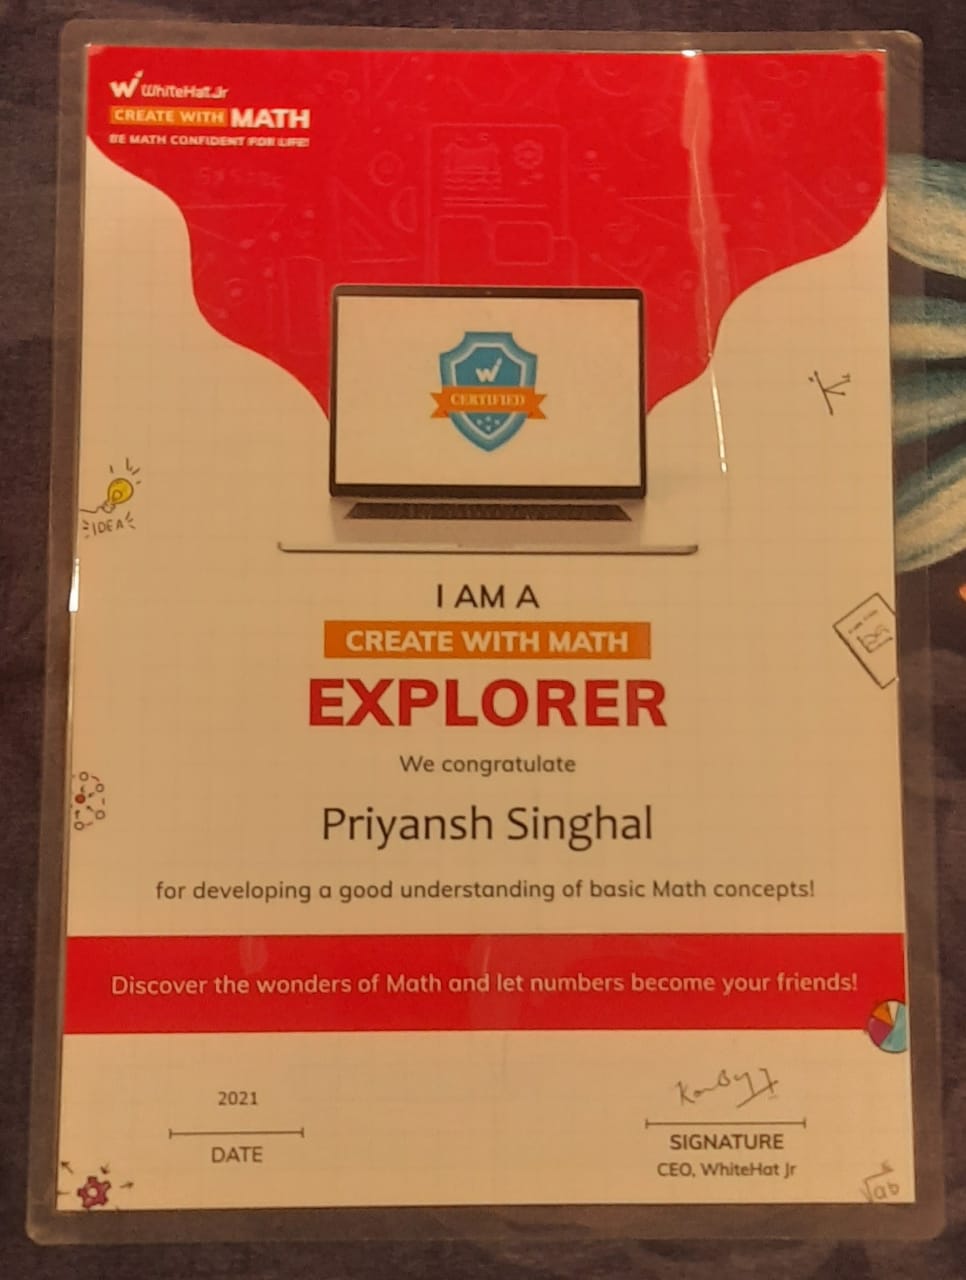 WhiteHat Jr
CREATE WITH MATH
BE MATH CONFIDENT FOR LIFE!
W
CERTIFIED
IDEA
I AM A
CREATE WITH MATH
EXPLORER
We congratulate
Priyansh Singhal
for developing a good understanding of basic Math concepts!
Discover the wonders of Math and let numbers become your friends!
2021
DATE
SIGNATURE
CEO, WhiteHat Jr
√ab